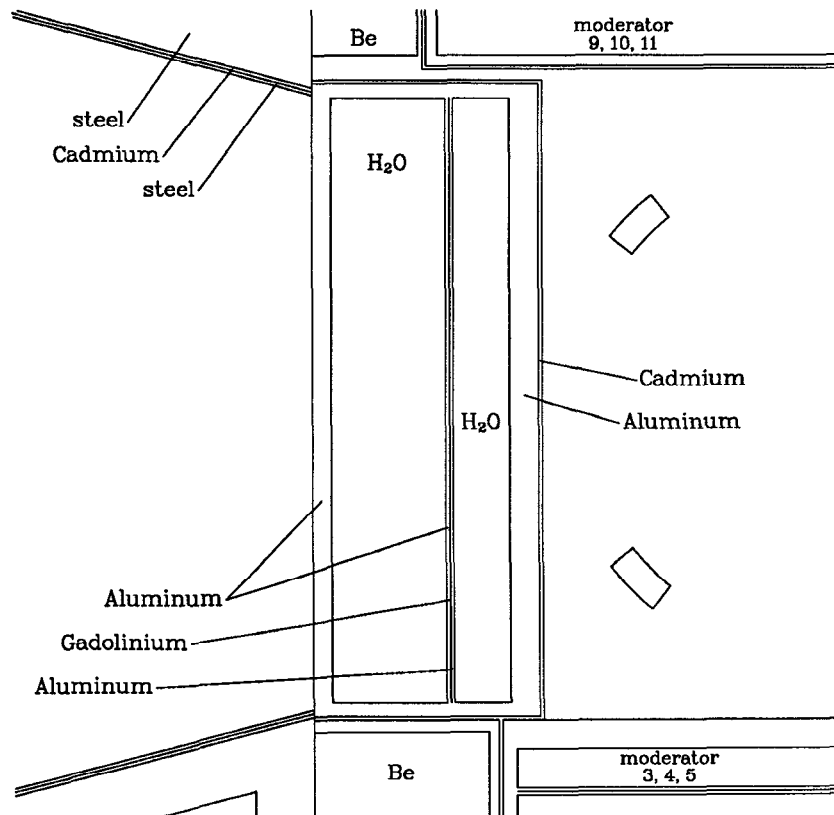 Be
moderator
9, 10, 11
steel
Cadmium
steel
H₂O
Cadmium
H₂O
Aluminum
Aluminum
Gadolinium
Aluminum
Be
moderator
3, 4, 5